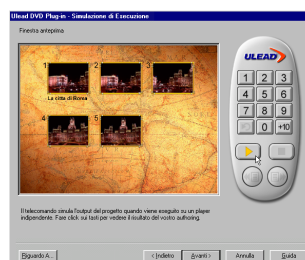 Ulead DVD Plug-in - Simulazione di Esecuzione
Finestra anteprima
ULEAD
1 2 3
1 2 3
La città di Roma
4 5 6
4 5
7 8 9
0 +10
Il telecomando simula l'output del progetto quando viene eseguito su un player
indipendente. Fare click sui tasti per vedere il risultato del vostro authoring.
Riguardo A... < Indietro Avanti > Annulla Guida